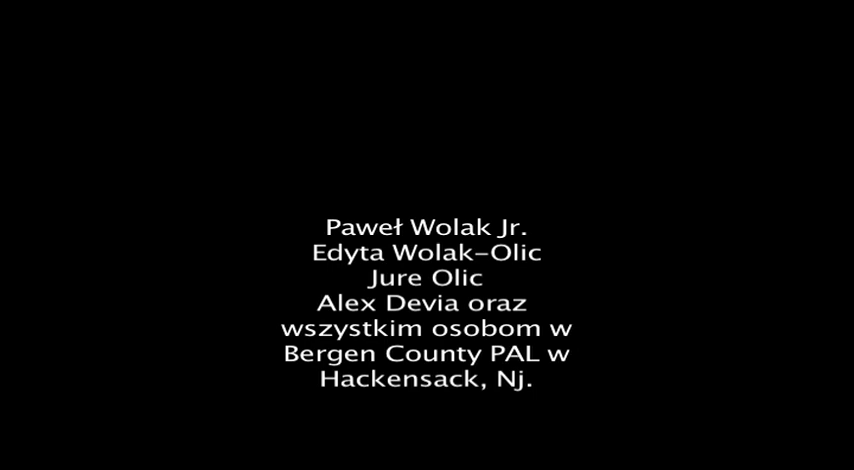 Paweł Wolak Jr.
Edyta Wolak-Olic
Jure Olic
Alex Devia oraz
wszystkim osobom w
Bergen County PAL w
Hackensack, Nj.